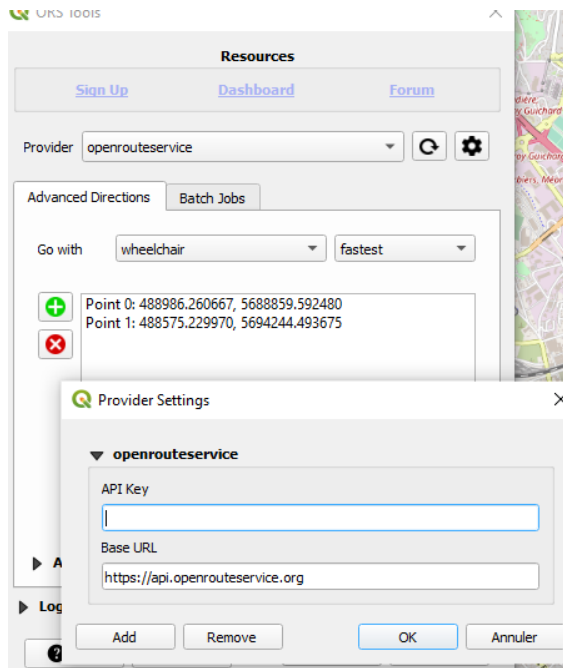 ORS Tools
Resources
Sign Up Dashboard Forum
Provider openrouteservice
Advanced Directions Batch Jobs
Go with wheelchair fastest
Point 0: 488986.260667, 5688859.592480
Point 1: 488575.229970, 5694244.493675
Provider Settings
openrouteservice
API Key
Base URL
https://api.openrouteservice.org
A
Log
Add Remove OK Annuler